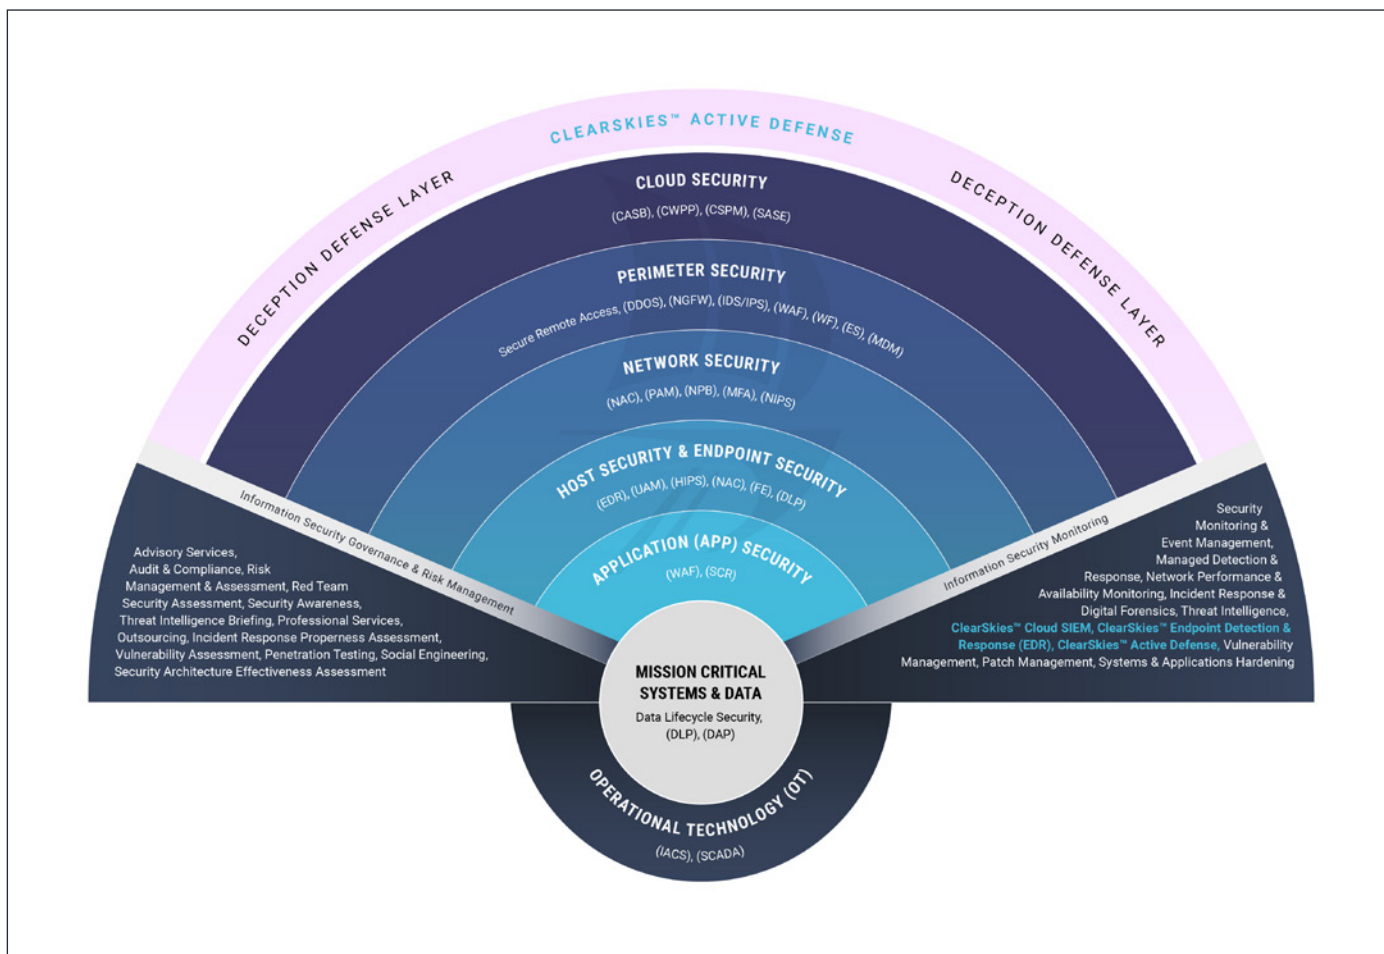 CLEARSKIES™ ACTIVE DEFENSE
DECEPTION DEFENSE LAYER
DECEPTION DEFENSE LAYER
CLOUD SECURITY
(CASB), (CWPP), (CSPM), (SASE)
PERIMETER SECURITY
Secure Remote Access, (DDOS), (NGFW), (IDS/IPS), (WAF), (WF), (ES), (MDM)
NETWORK SECURITY
(NAC), (PAM), (NPB), (MFA), (NIPS)
HOST SECURITY & ENDPOINT SECURITY
(EDR), (UAM), (HIPS), (NAC), (FE), (DLP)
APPLICATION (APP) SECURITY
(WAF), (SCR)
Information Security Governance & Risk Management
Advisory Services,
Audit & Compliance, Risk
Management & Assessment, Red Team
Security Assessment, Security Awareness,
Threat Intelligence Briefing, Professional Services,
Outsourcing, Incident Response Properness Assessment,
Vulnerability Assessment, Penetration Testing, Social Engineering,
Security Architecture Effectiveness Assessment
Information Security Monitoring
Security
Monitoring &
Event Management,
Managed Detection &
Response, Network Performance &
Availability Monitoring, Incident Response &
Digital Forensics, Threat Intelligence,
ClearSkies™ Cloud SIEM, ClearSkies™ Endpoint Detection &
Response (EDR), ClearSkies™ Active Defense, Vulnerability
Management, Patch Management, Systems & Applications Hardening
MISSION CRITICAL
SYSTEMS & DATA
Data Lifecycle Security,
(DLP), (DAP)
OPERATIONAL TECHNOLOGY (OT)
(IACS), (SCADA)